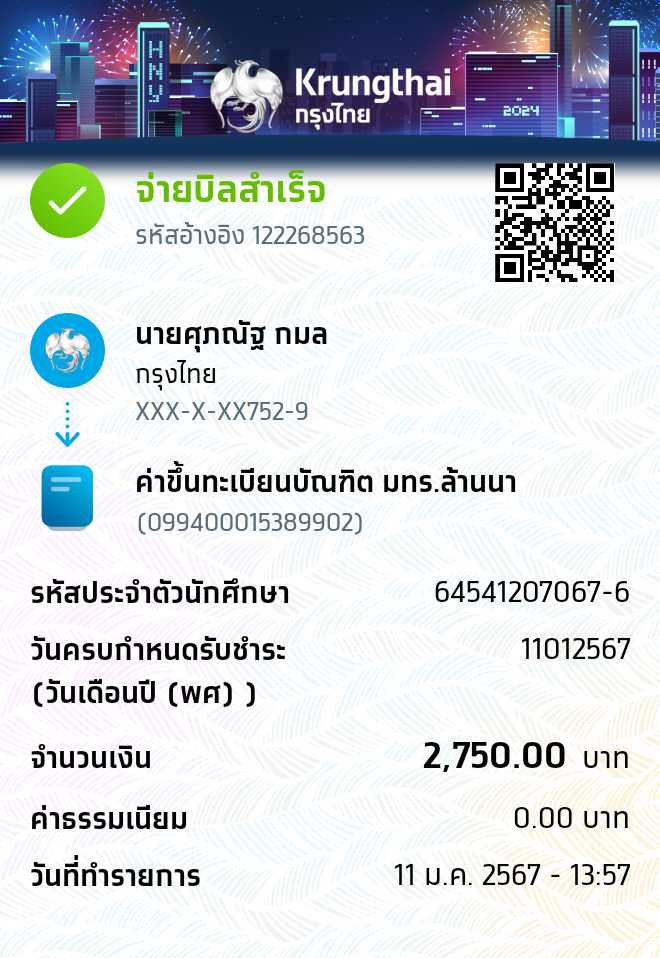 HNY
Krungthai
กรุงไทย
2024
จ่ายบิลสำเร็จ
รหัสอ้างอิง 122268563
นายศุภณัฐ กมล
กรุงไทย
XXX-X-XX752-9
ค่าขึ้นทะเบียนบัณฑิต มทร.ล้านนา
(099400015389902)
รหัสประจำตัวนักศึกษา 64541207067-6
วันครบกำหนดรับชำระ 11012567
(วันเดือนปี (พศ) )
จำนวนเงิน 2,750.00 บาท
ค่าธรรมเนียม 0.00 บาท
วันที่ทำรายการ 11 ม.ค. 2567 - 13:57